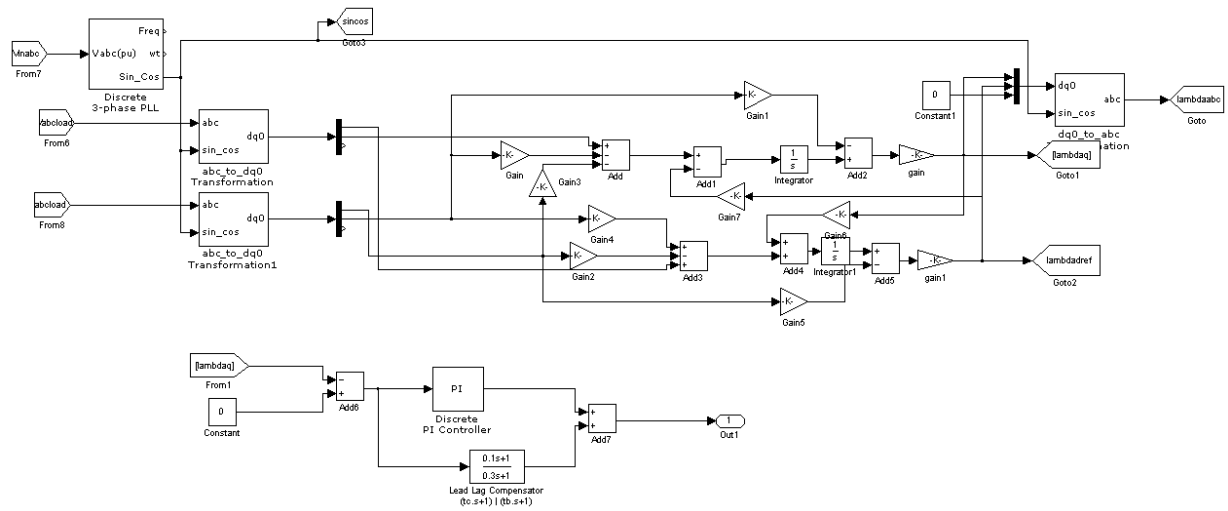 sincos
Goto3
Vnabc
From7
Freq
Vabc(pu)
wt
Sin_Cos
Discrete
3-phase PLL
From6
abc
dq0
sin_cos
abc_to_dq0
Transformation
abcload
From8
abc
dq0
sin_cos
abc_to_dq0
Transformation1
-K-
Gain
-K-
Gain3
+
-
-
Add
-K-
Gain1
+
-
Add1
1
s
Integrator
-
+
Add2
-K-
gain
-K-
Gain7
0
Constant1
dq0
abc
sin_cos
dq0_to_abc
lambdaabc
Goto
[lambdaq]
Goto1
-K-
Gain6
K-
Gain4
K-
Gain2
+
-
+
Add3
+
+
Add4
1
s
Integrator1
+
-
Add5
-K-
gain1
lambdadref
Goto2
-K-
Gain5
[lambdaq]
From1
0
Constant
-
+
Add6
PI
Discrete
PI Controller
0.1s+1
0.3s+1
Lead Lag Compensator
(tc.s+1) | (tb.s+1)
+
+
Add7
1
Out1